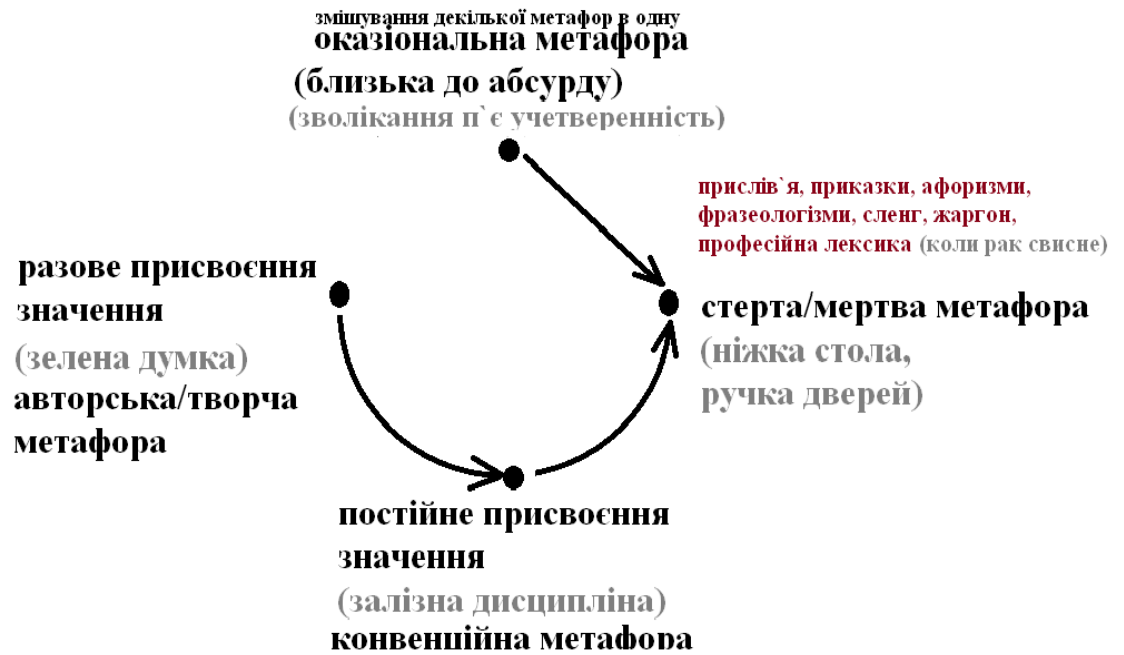 змішування декілької метафор в одну
оказіональна метафора
(близька до абсурду)
(зволікання п`є учетверенність)
прислів`я, приказки, афоризми,
фразеологізми, сленг, жаргон,
професійна лексика (коли рак свисне)
разове присвоєння
значення
(зелена думка)
авторська/творча
метафора
стерта/мертва метафора
(ніжка стола,
ручка дверей)
постійне присвоєння
значення
(залізна дисципліна)
конвенційна метафора